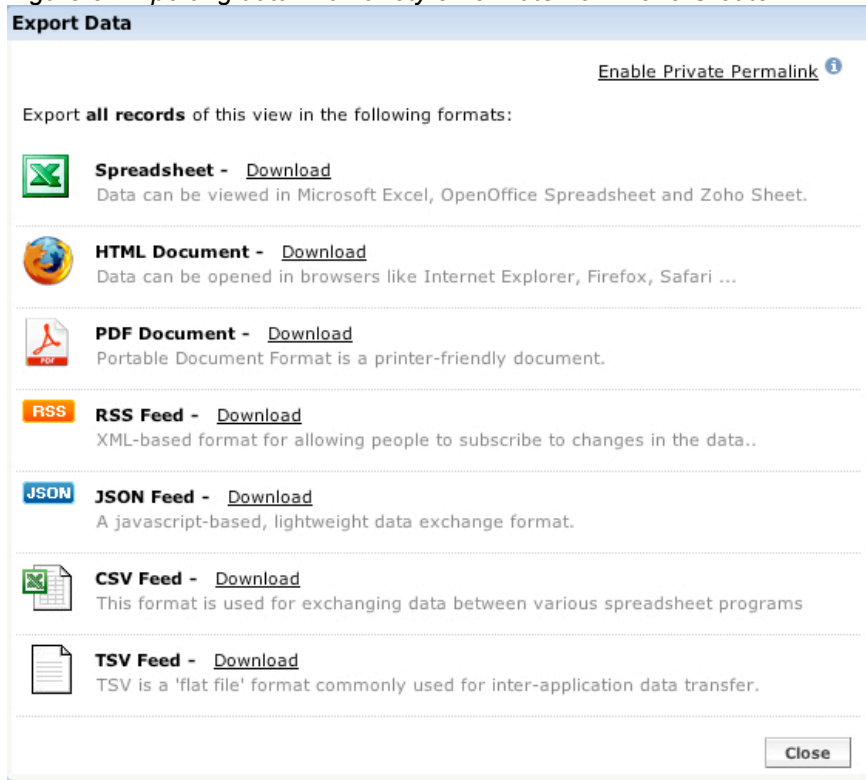 Export Data
Enable Private Permalink
Export all records of this view in the following formats:
Spreadsheet - Download
Data can be viewed in Microsoft Excel, OpenOffice Spreadsheet and Zoho Sheet.
HTML Document - Download
Data can be opened in browsers like Internet Explorer, Firefox, Safari ...
PDF
PDF Document - Download
Portable Document Format is a printer-friendly document.
RSS
RSS Feed - Download
XML-based format for allowing people to subscribe to changes in the data..
JSON
JSON Feed - Download
A javascript-based, lightweight data exchange format.
CSV Feed - Download
This format is used for exchanging data between various spreadsheet programs
TSV Feed - Download
TSV is a 'flat file' format commonly used for inter-application data transfer.
Close